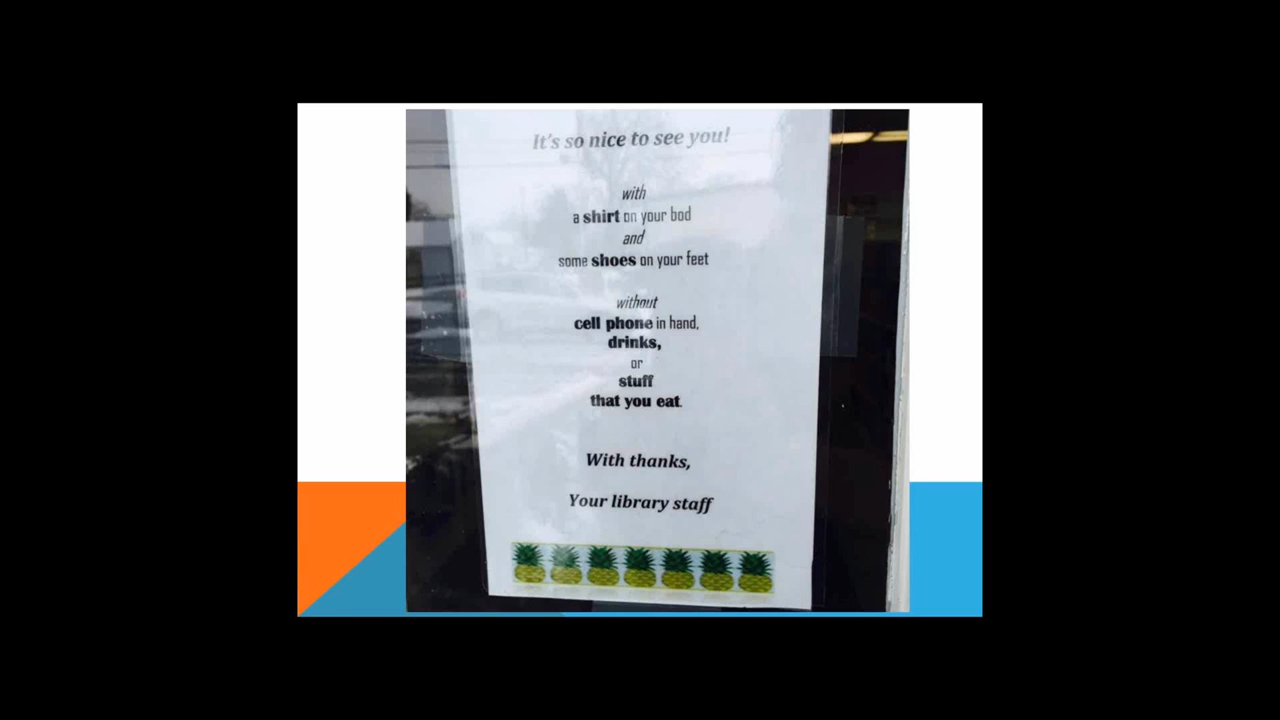 It's so nice to see you!
with
a shirt on your bod
and
some shoes on your feet
without
cell phone in hand,
drinks,
or
stuff
that you eat.
With thanks,
Your library staff